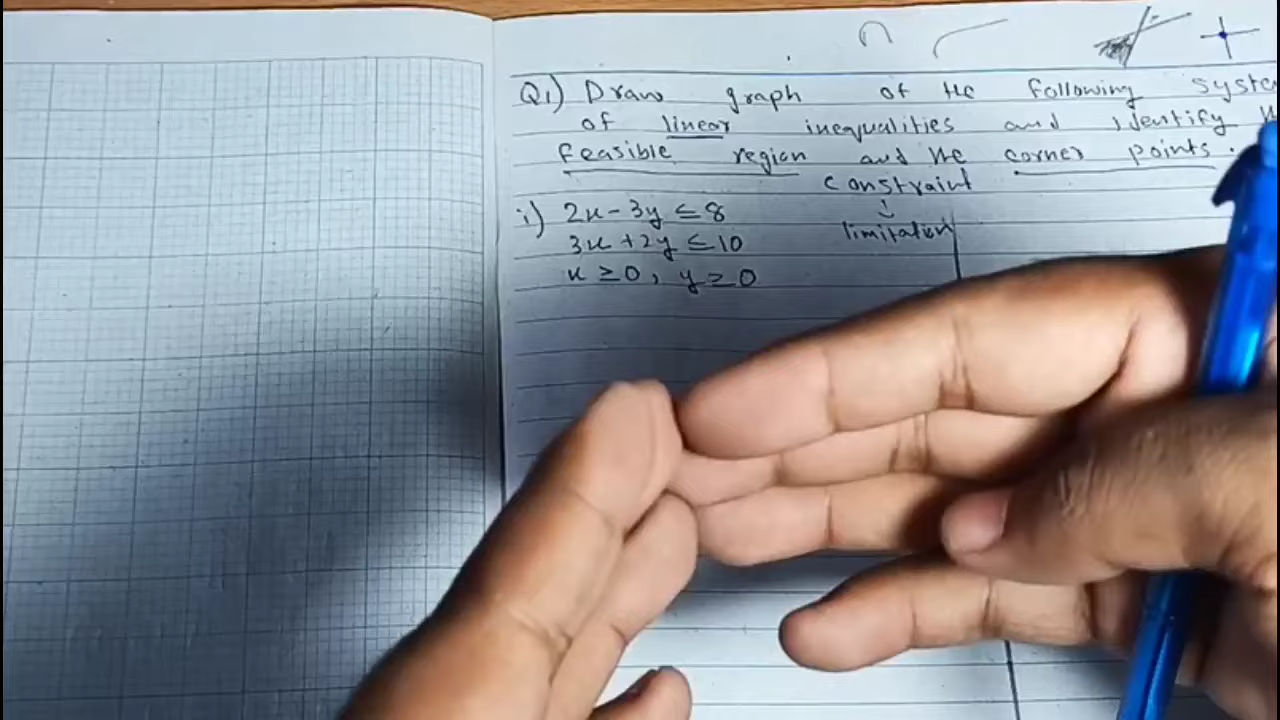 Q1) Draw graph of the following
of linear inequalities and identify
feasible region and the corner points.
constraint
↓
i) 2x - 3y ≤ 8
limitation
3x + 2y ≤ 10
x ≥ 0, y ≥ 0